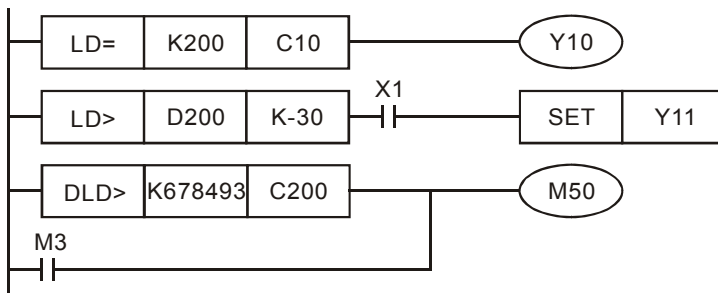 LD= K200 C10 Y10
X1
LD> D200 K-30 SET Y11
DLD> K678493 C200 M50
M3